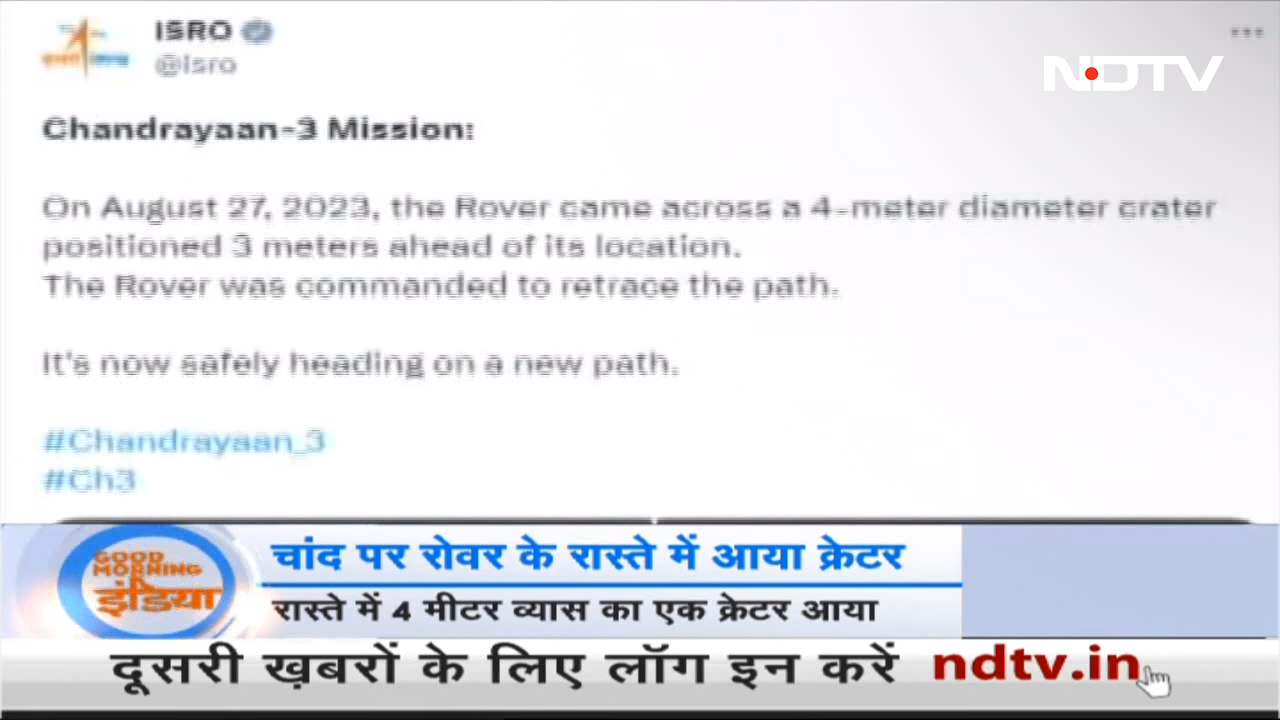 ISRO
@isro
NDTV
Chandrayaan-3 Mission:
On August 27, 2023, the Rover came across a 4-meter diameter crater
positioned 3 meters ahead of its location.
The Rover was commanded to retrace the path.
It's now safely heading on a new path.
#Chandrayaan_3
#Ch3
GOOD
MORNING
इंडिया
चांद पर रोवर के रास्ते में आया क्रेटर
रास्ते में 4 मीटर व्यास का एक क्रेटर आया
दूसरी ख़बरों के लिए लॉग इन करें ndtv.in